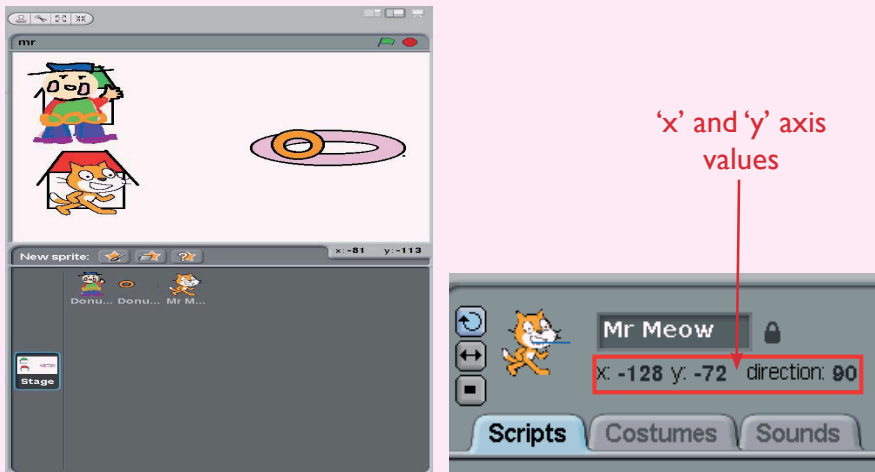 mr
New sprite:
x:-81 y:-113
Donu... Donu... Mr M...
Stage
'x' and 'y' axis
values
Mr Meow
x: -128 y: -72 direction: 90
Scripts Costumes Sounds